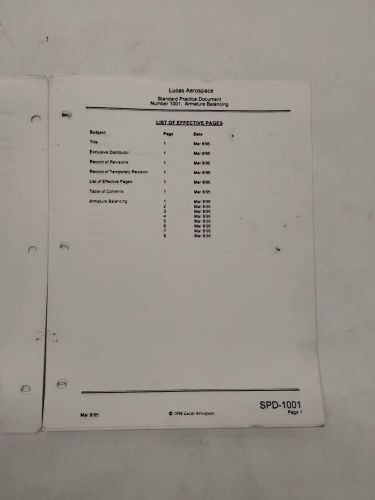 Lucas Aerospace
Standard Practice Document
Number 1001, Armature Balancing
LIST OF EFFECTIVE PAGES
Subject Page Date
Title 1 Mar 8/96
Exclusive Distributor 1 Mar 8/96
Record of Revisions 1 Mar 8/96
Record of Temporary Revision 1 Mar 8/96
List of Effective Pages 1 Mar 8/96
Table of Contents 1 Mar 8/96
Armature Balancing 1 Mar 8/96
2 Mar 8/96
3 Mar 8/96
4 Mar 8/96
5 Mar 8/96
6 Mar 8/96
7 Mar 8/96
8 Mar 8/96
SPD-1001
Mar 8/96 © 1996 Lucas Aerospace Page 1